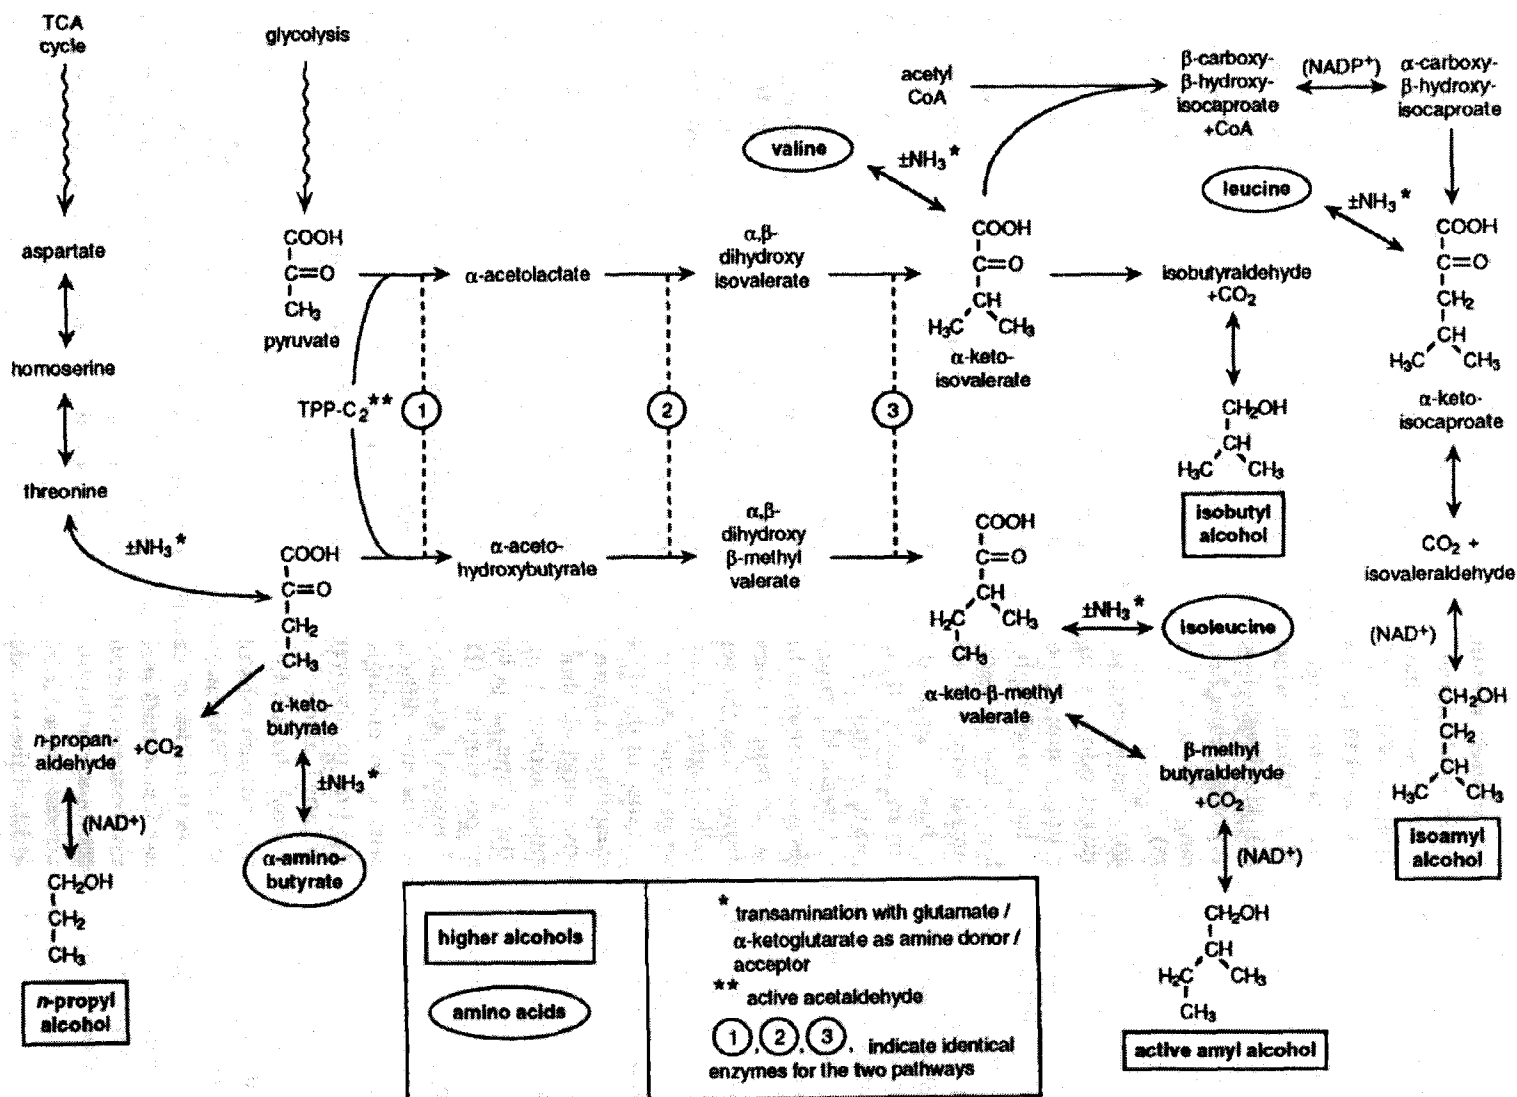 TCA
cycle
glycolysis
acetyl
CoA
β-carboxy-
β-hydroxy-
isocaproate
+CoA
(NADP⁺)
α-carboxy-
β-hydroxy-
isocaproate
valine
±NH₃*
leucine
±NH₃*
aspartate
COOH
C=O
CH₃
pyruvate
α-acetolactate
α,β-
dihydroxy
isovalerate
COOH
C=O
CH
H₃C CH₃
α-keto-
isovalerate
isobutyraldehyde
+CO₂
COOH
C=O
CH₂
CH
H₃C CH₃
α-keto-
isocaproate
homoserine
TPP-C₂**
1
2
3
CH₂OH
CH
H₃C CH₃
isobutyl
alcohol
threonine
±NH₃*
COOH
C=O
CH₂
CH₃
α-keto-
butyrate
α-aceto-
hydroxybutyrate
α,β-
dihydroxy
β-methyl
valerate
COOH
C=O
CH
H₂C CH₃
CH₃
α-keto-β-methyl
valerate
±NH₃*
isoleucine
CO₂ +
isovaleraldehyde
(NAD⁺)
CH₂OH
CH₂
CH
H₃C CH₃
isoamyl
alcohol
n-propan-
aldehyde
+CO₂
±NH₃*
α-amino-
butyrate
(NAD⁺)
CH₂OH
CH₂
CH₃
n-propyl
alcohol
β-methyl
butyraldehyde
+CO₂
(NAD⁺)
CH₂OH
CH
H₂C CH₃
CH₃
active amyl alcohol
higher alcohols
amino acids
* transamination with glutamate /
α-ketoglutarate as amine donor /
acceptor
** active acetaldehyde
1, 2, 3, indicate identical
enzymes for the two pathways